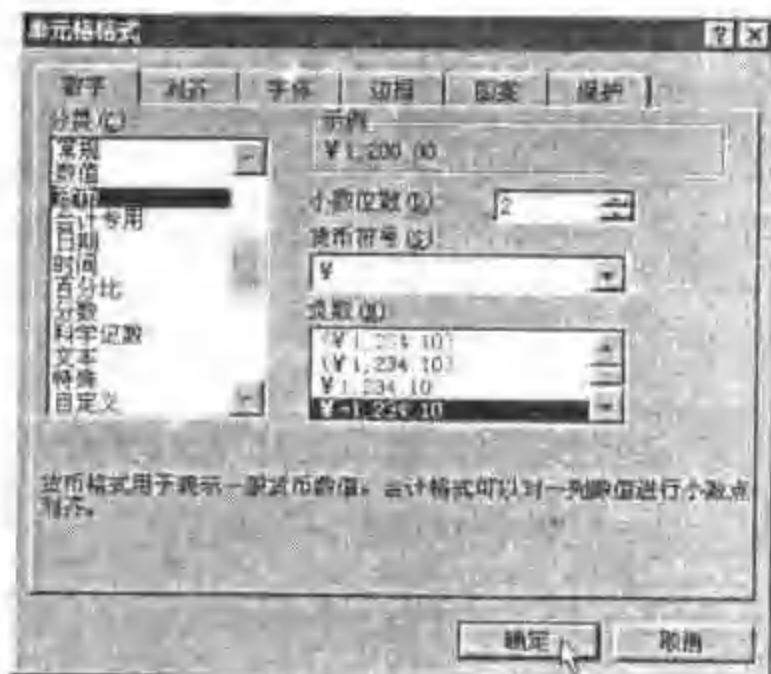 单元格格式
数字 对齐 字体 边框 图案 保护
分类(C)
常规
数值
货币
会计专用
日期
时间
百分比
分数
科学记数
文本
特殊
自定义
示例
￥1,200.00
小数位数(D): 2
货币符号(S)
￥
负数(N)
(￥1,234.10)
(￥1,234.10)
￥1,234.10
￥-1,234.10
货币格式用于表示一般货币数值。会计格式可以对一列数值进行小数点
对齐。
确定 取消